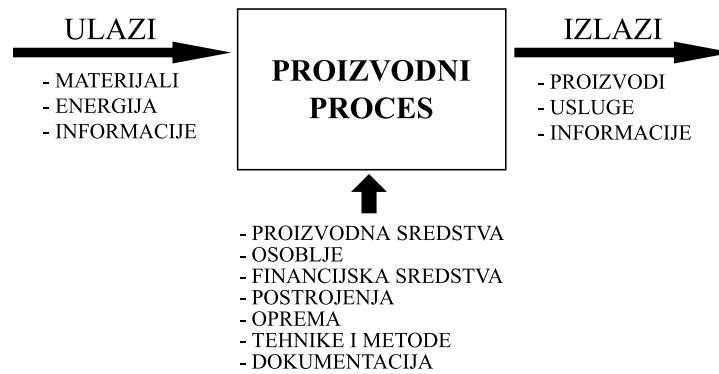 ULAZI
- MATERIJALI
- ENERGIJA
- INFORMACIJE
PROIZVODNI
PROCES
IZLAZI
- PROIZVODI
- USLUGE
- INFORMACIJE
- PROIZVODNA SREDSTVA
- OSOBLJE
- FINANCIJSKA SREDSTVA
- POSTROJENJA
- OPREMA
- TEHNIKE I METODE
- DOKUMENTACIJA